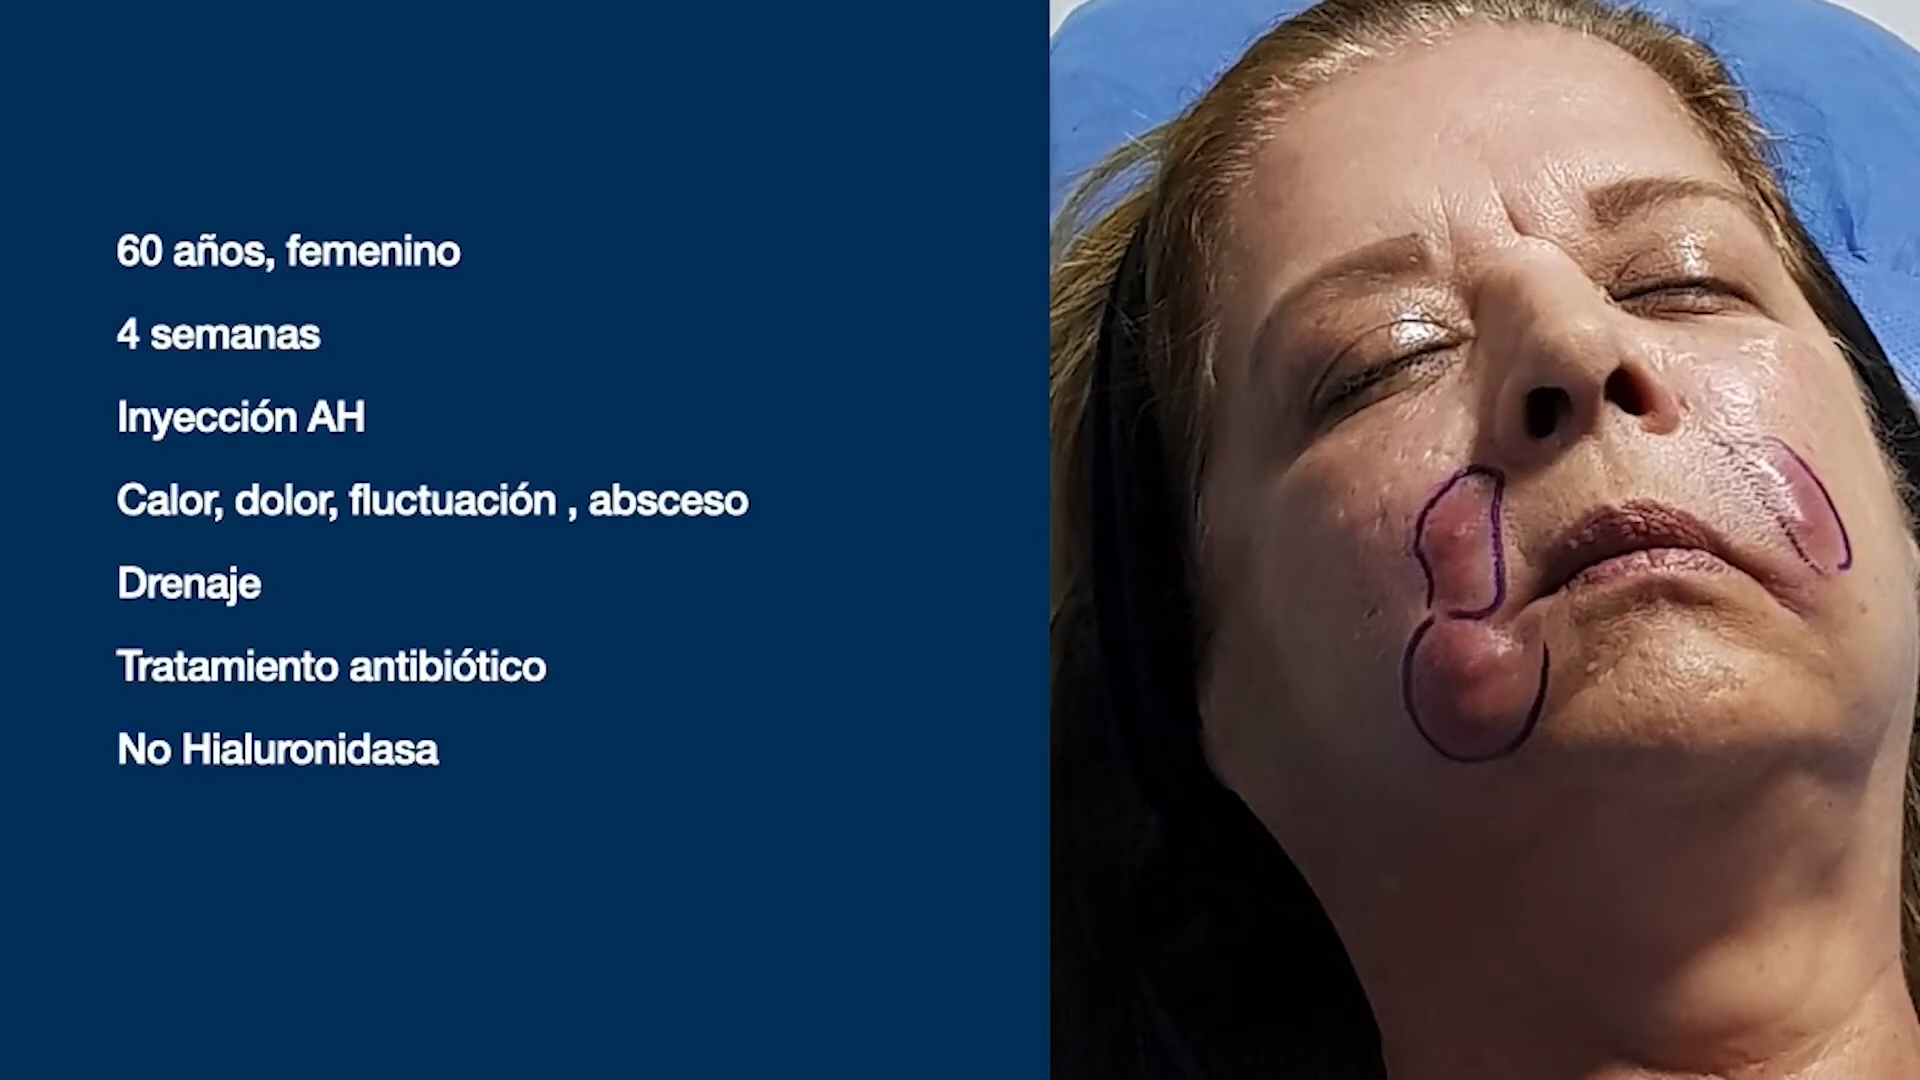 60 años, femenino
4 semanas
Inyección AH
Calor, dolor, fluctuación , absceso
Drenaje
Tratamiento antibiótico
No Hialuronidasa